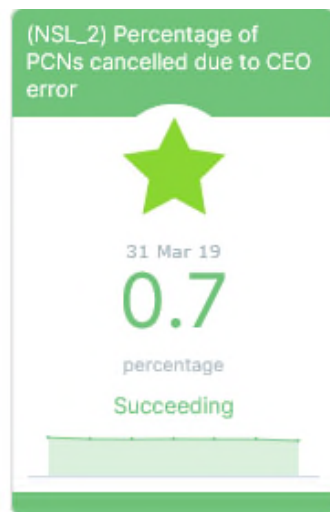 (NSL_2) Percentage of
PCNs cancelled due to CEO
error
31 Mar 19
0.7
percentage
Succeeding